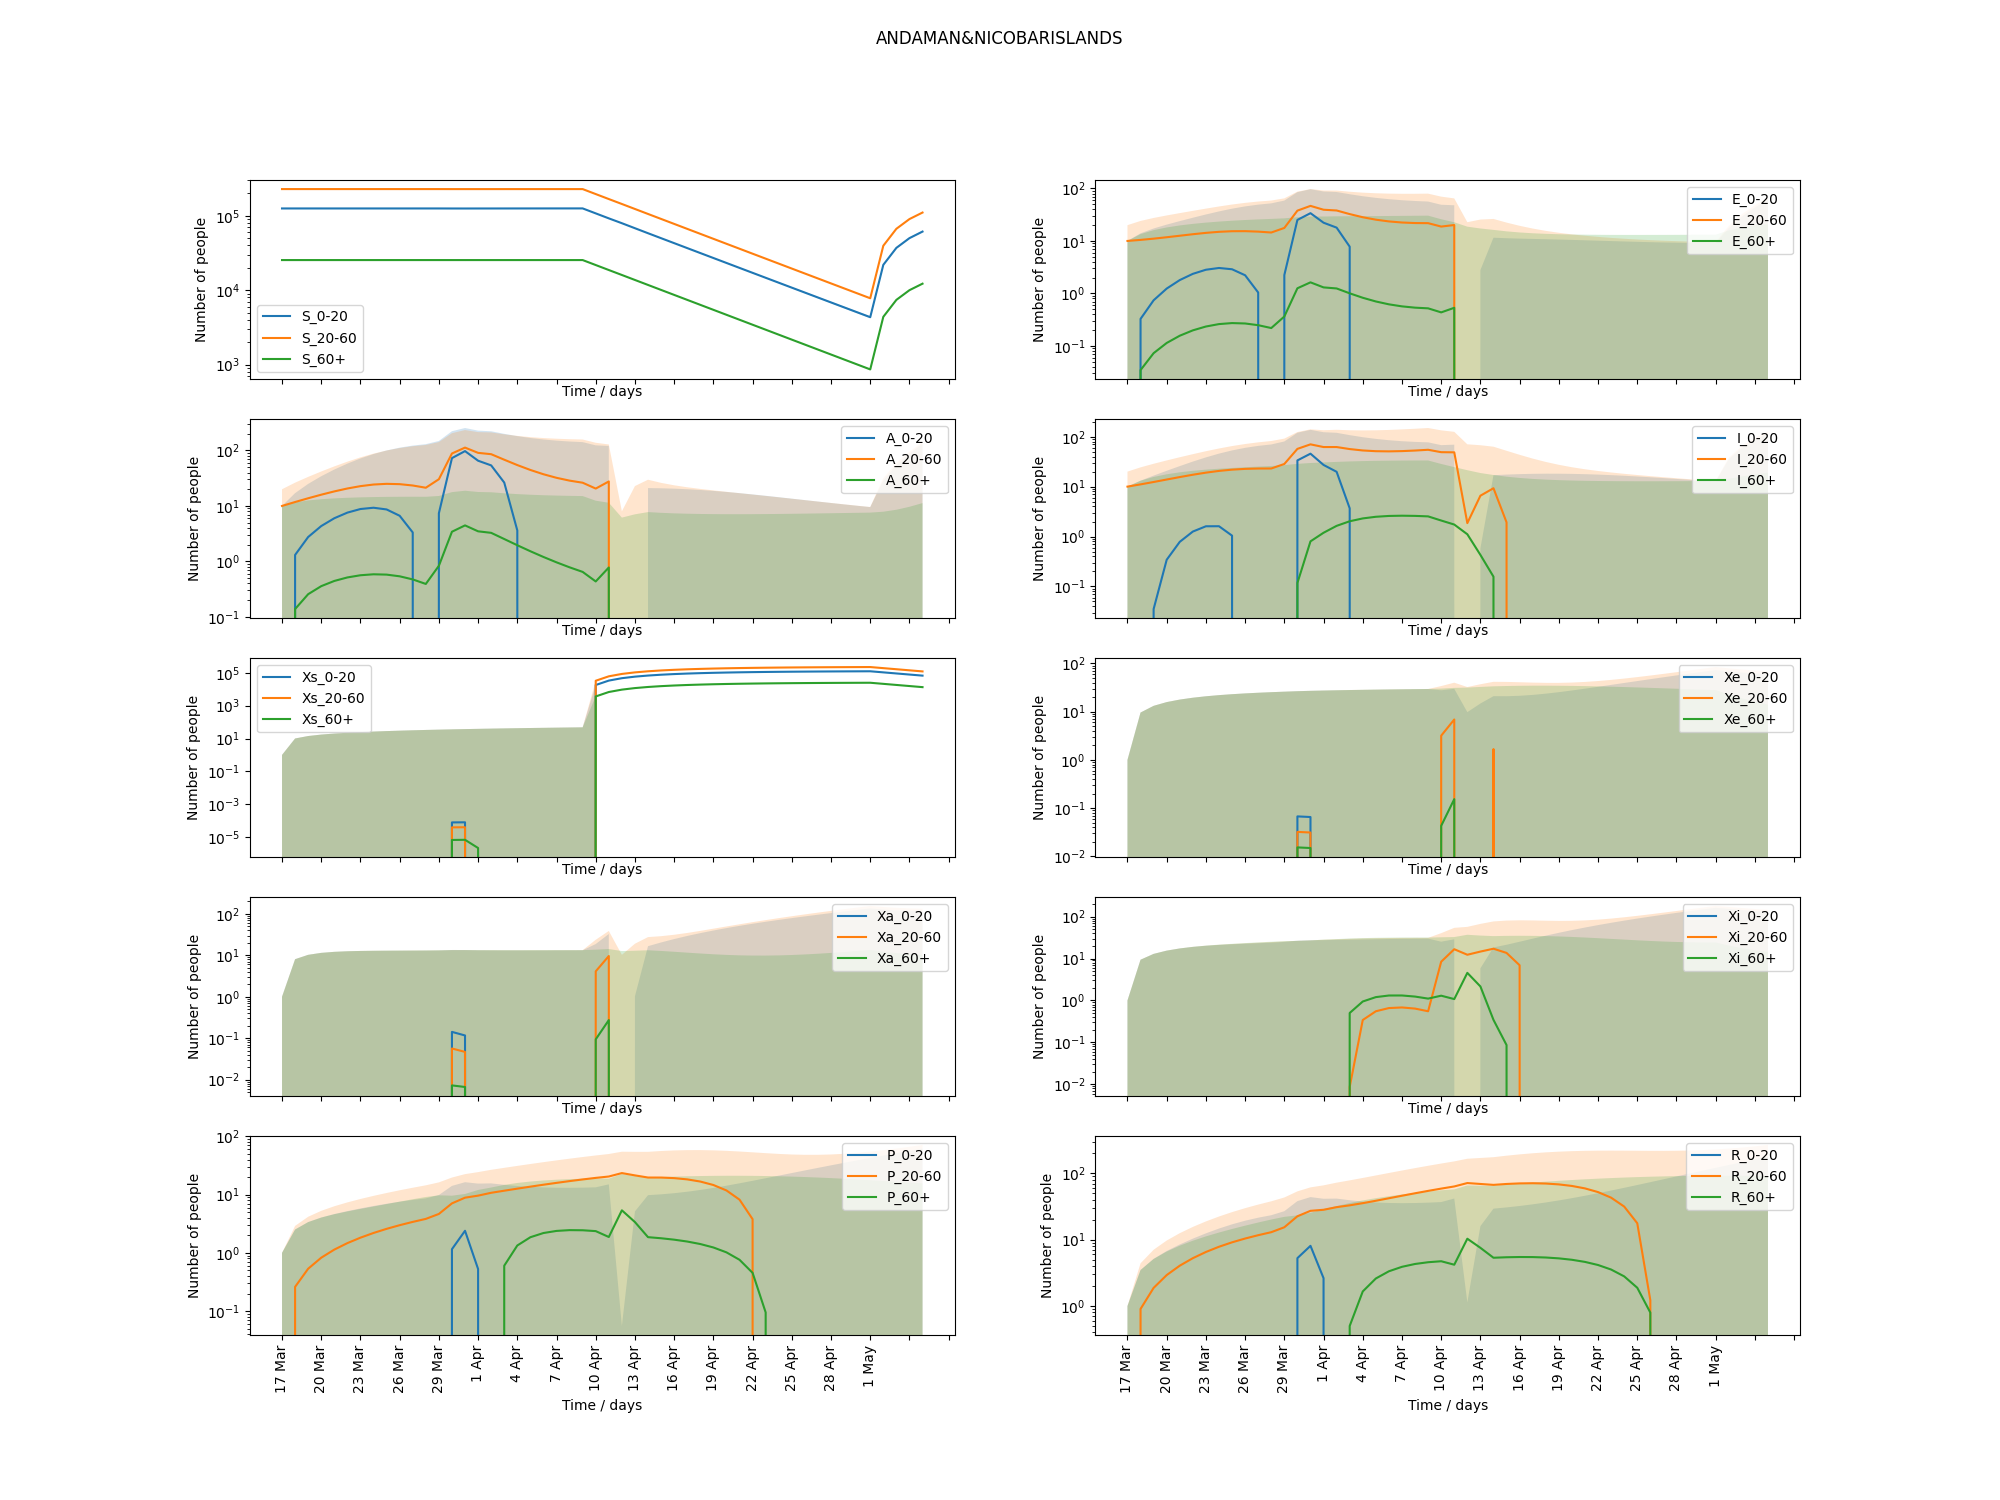 ANDAMAN&NICOBARISLANDS
Number of people
10^5
10^4
10^3
S_0-20
S_20-60
S_60+
Time / days
Number of people
10^2
10^1
10^0
10^-1
E_0-20
E_20-60
E_60+
Time / days
Number of people
10^2
10^1
10^0
10^-1
A_0-20
A_20-60
A_60+
Time / days
Number of people
10^2
10^1
10^0
10^-1
I_0-20
I_20-60
I_60+
Time / days
Number of people
10^5
10^3
10^1
10^-1
10^-3
10^-5
Xs_0-20
Xs_20-60
Xs_60+
Time / days
Number of people
10^2
10^1
10^0
10^-1
10^-2
Xe_0-20
Xe_20-60
Xe_60+
Time / days
Number of people
10^2
10^1
10^0
10^-1
10^-2
Xa_0-20
Xa_20-60
Xa_60+
Time / days
Number of people
10^2
10^1
10^0
10^-1
10^-2
Xi_0-20
Xi_20-60
Xi_60+
Time / days
Number of people
10^2
10^1
10^0
10^-1
P_0-20
P_20-60
P_60+
17 Mar
20 Mar
23 Mar
26 Mar
29 Mar
1 Apr
4 Apr
7 Apr
10 Apr
13 Apr
16 Apr
19 Apr
22 Apr
25 Apr
28 Apr
1 May
Time / days
Number of people
10^2
10^1
10^0
R_0-20
R_20-60
R_60+
17 Mar
20 Mar
23 Mar
26 Mar
29 Mar
1 Apr
4 Apr
7 Apr
10 Apr
13 Apr
16 Apr
19 Apr
22 Apr
25 Apr
28 Apr
1 May
Time / days